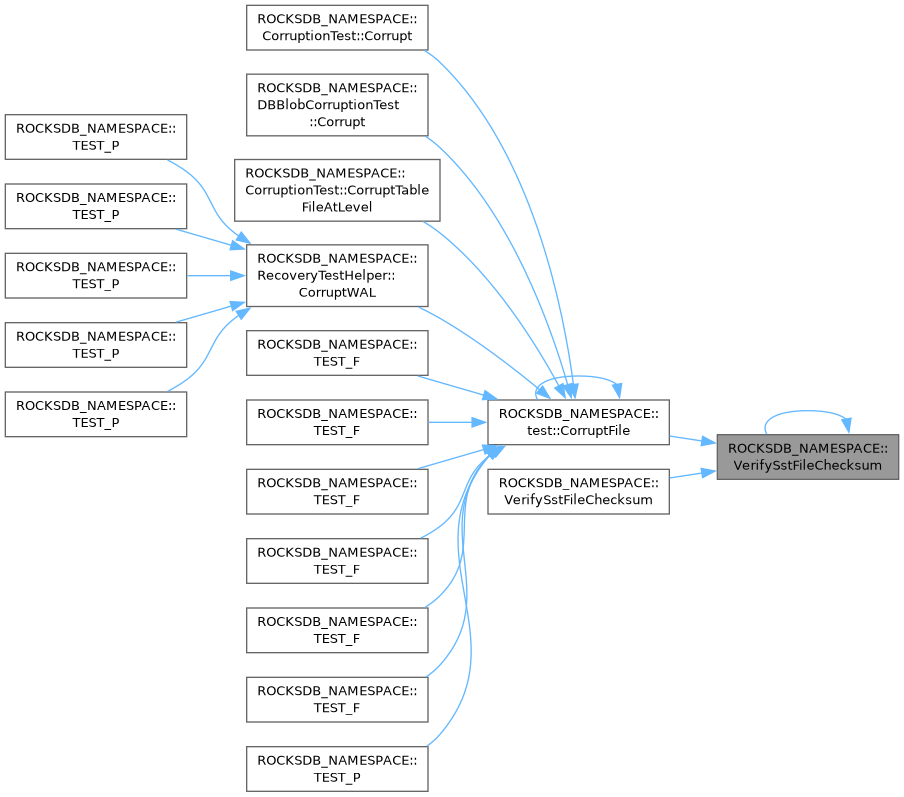 ROCKSDB_NAMESPACE::
CorruptionTest::Corrupt
ROCKSDB_NAMESPACE::
DBBlobCorruptionTest
::Corrupt
ROCKSDB_NAMESPACE::
CorruptionTest::CorruptTable
FileAtLevel
ROCKSDB_NAMESPACE::
TEST_P
ROCKSDB_NAMESPACE::
TEST_P
ROCKSDB_NAMESPACE::
TEST_P
ROCKSDB_NAMESPACE::
TEST_P
ROCKSDB_NAMESPACE::
TEST_P
ROCKSDB_NAMESPACE::
RecoveryTestHelper::
CorruptWAL
ROCKSDB_NAMESPACE::
TEST_F
ROCKSDB_NAMESPACE::
TEST_F
ROCKSDB_NAMESPACE::
TEST_F
ROCKSDB_NAMESPACE::
TEST_F
ROCKSDB_NAMESPACE::
TEST_F
ROCKSDB_NAMESPACE::
TEST_F
ROCKSDB_NAMESPACE::
TEST_P
ROCKSDB_NAMESPACE::
test::CorruptFile
ROCKSDB_NAMESPACE::
VerifySstFileChecksum
ROCKSDB_NAMESPACE::
VerifySstFileChecksum